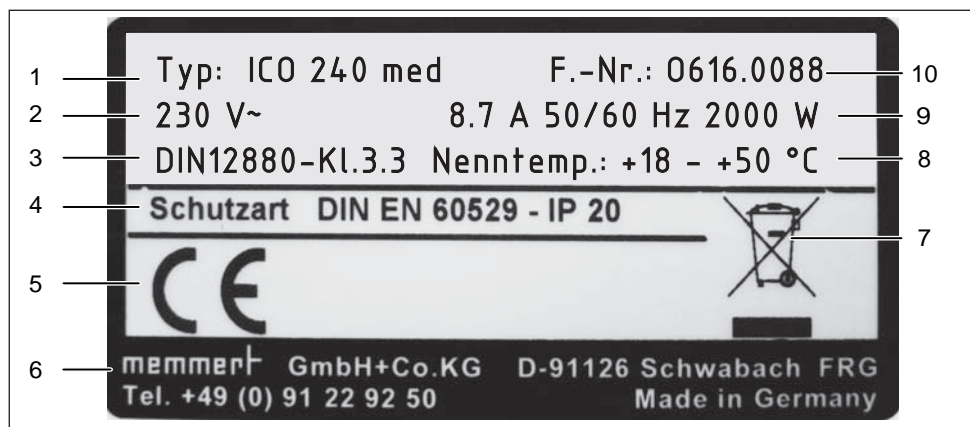 1 Typ: ICO 240 med F.-Nr.: 0616.0088 10
2 230 V~ 8.7 A 50/60 Hz 2000 W 9
3 DIN12880-Kl.3.3 Nenntemp.: +18 - +50 °C 8
4 Schutzart DIN EN 60529 - IP 20
7
5 CE
6 memmert GmbH+Co.KG D-91126 Schwabach FRG
Tel. +49 (0) 91 22 92 50 Made in Germany